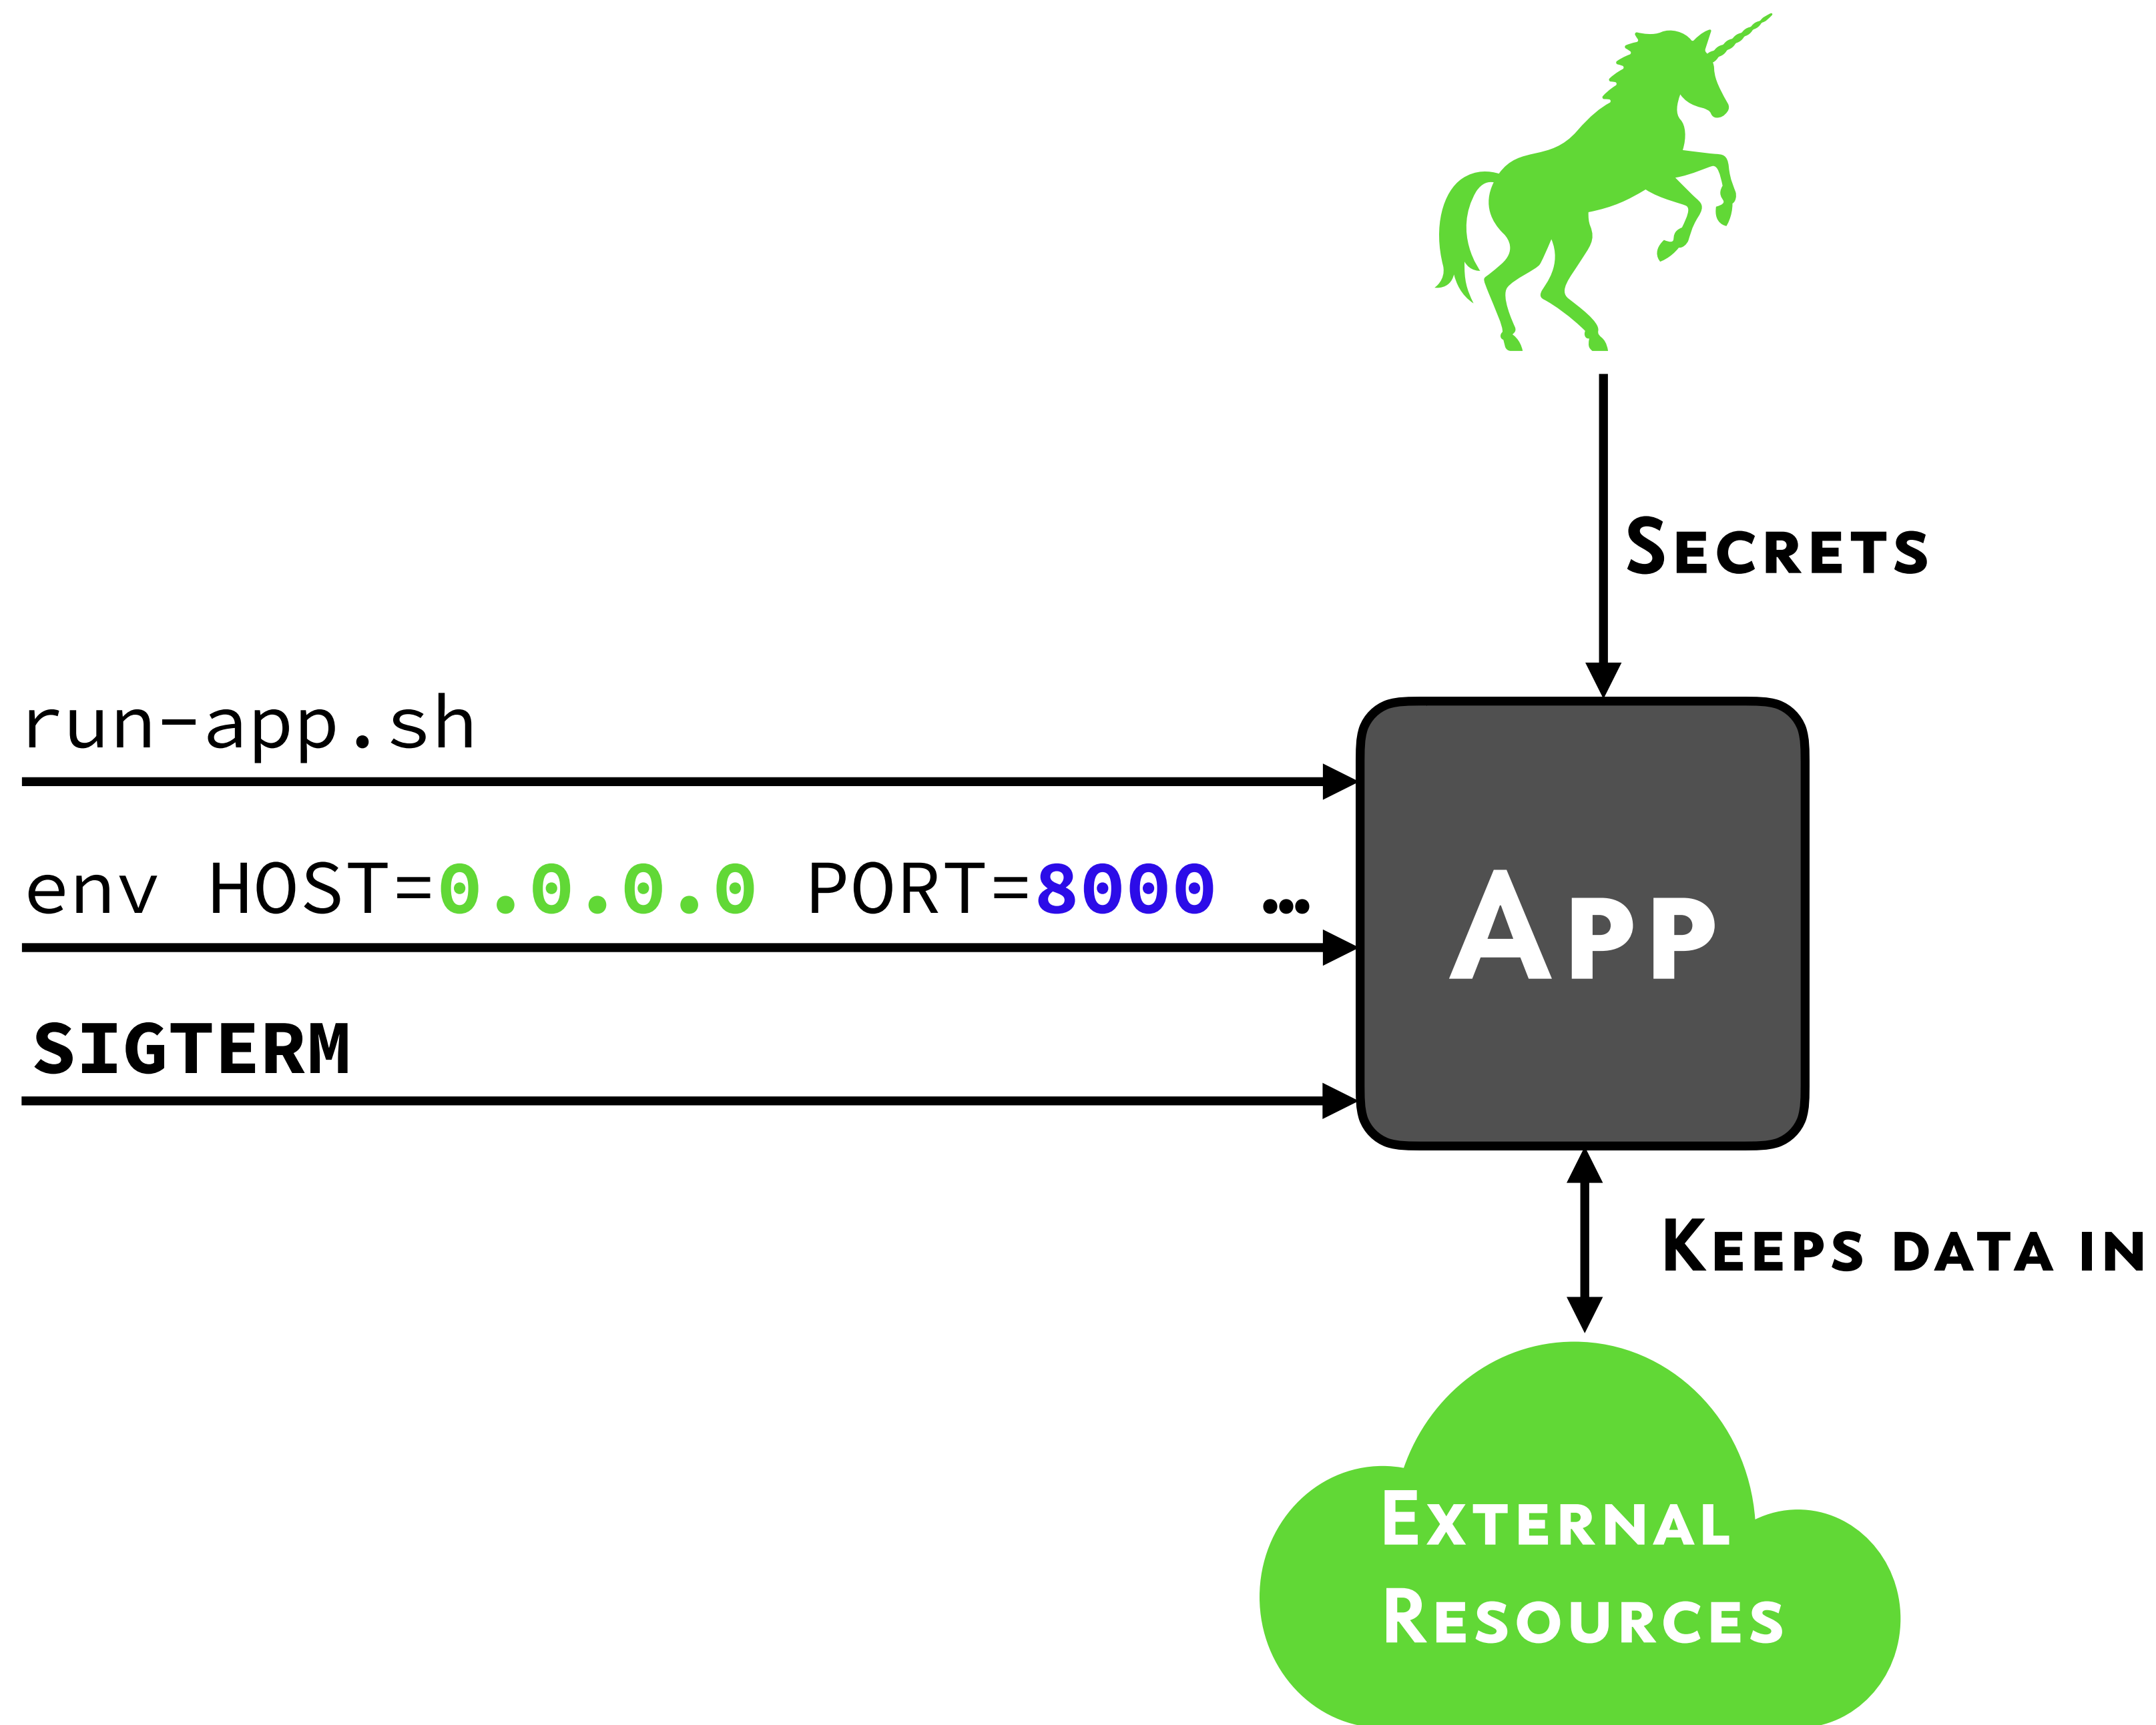 Secrets
run-app.sh
env HOST=0.0.0.0 PORT=8000 …
App
SIGTERM
Keeps data in
External
Resources